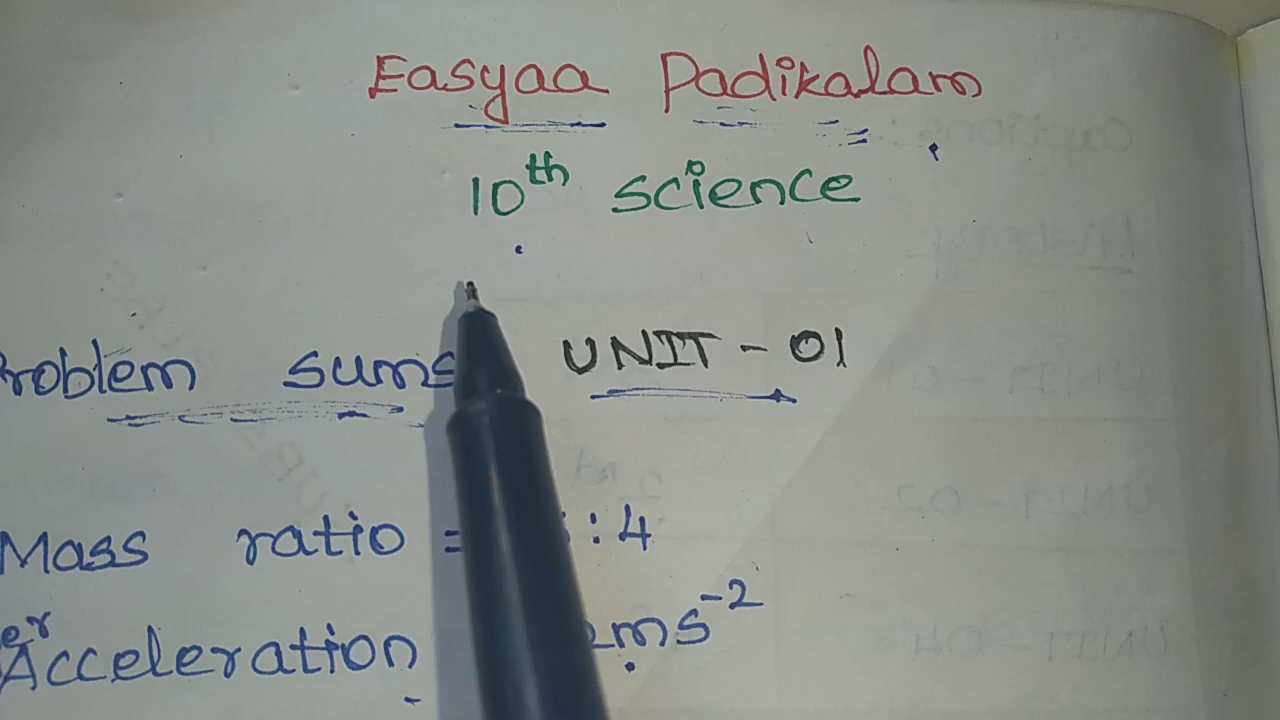 Easyaa Padikalam
10th science
Problem sums UNIT - 01
Mass ratio = : 4
Acceleration ms-2